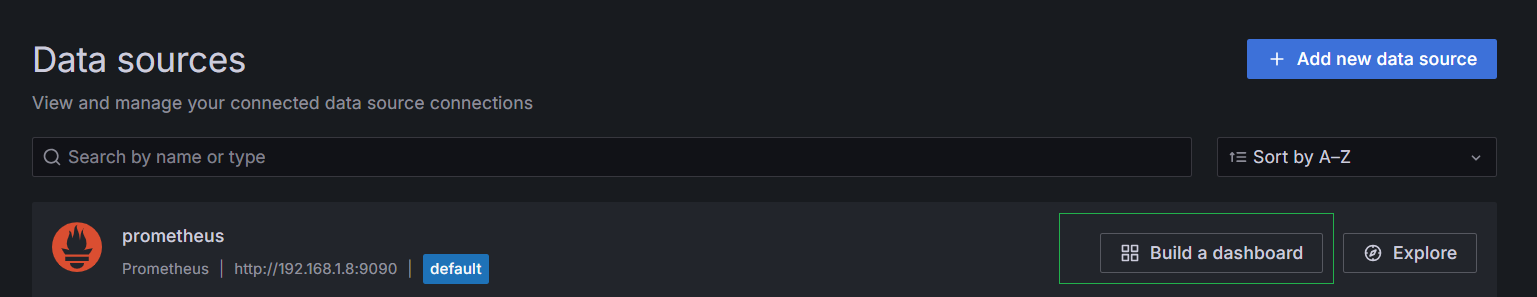 Data sources
Add new data source
View and manage your connected data source connections
Search by name or type
Sort by A–Z
prometheus
Prometheus | http://192.168.1.8:9090 | default
Build a dashboard
Explore